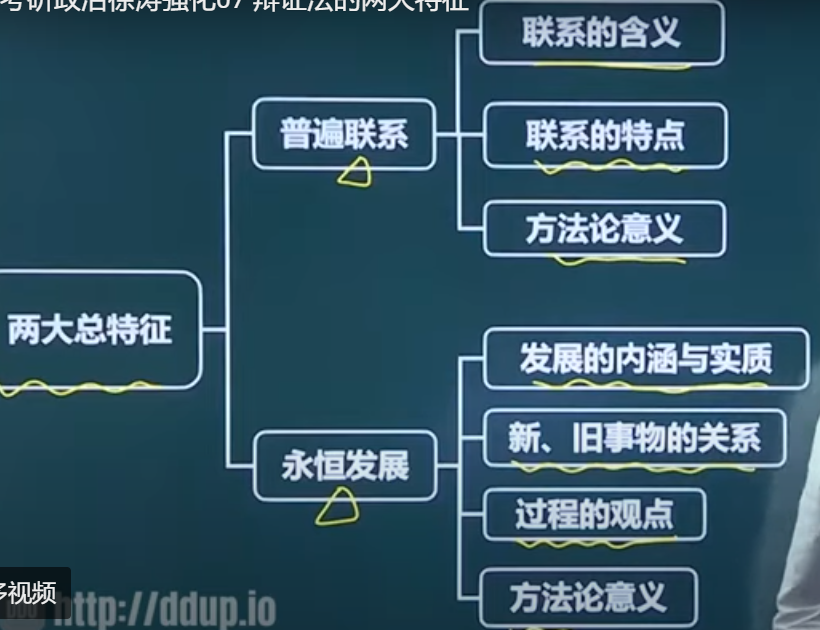 考研政治徐涛强化07 辩证法的两大特征
联系的含义
普遍联系
联系的特点
方法论意义
两大总特征
发展的内涵与实质
新、旧事物的关系
永恒发展
过程的观点
方法论意义
多视频
http://ddup.io